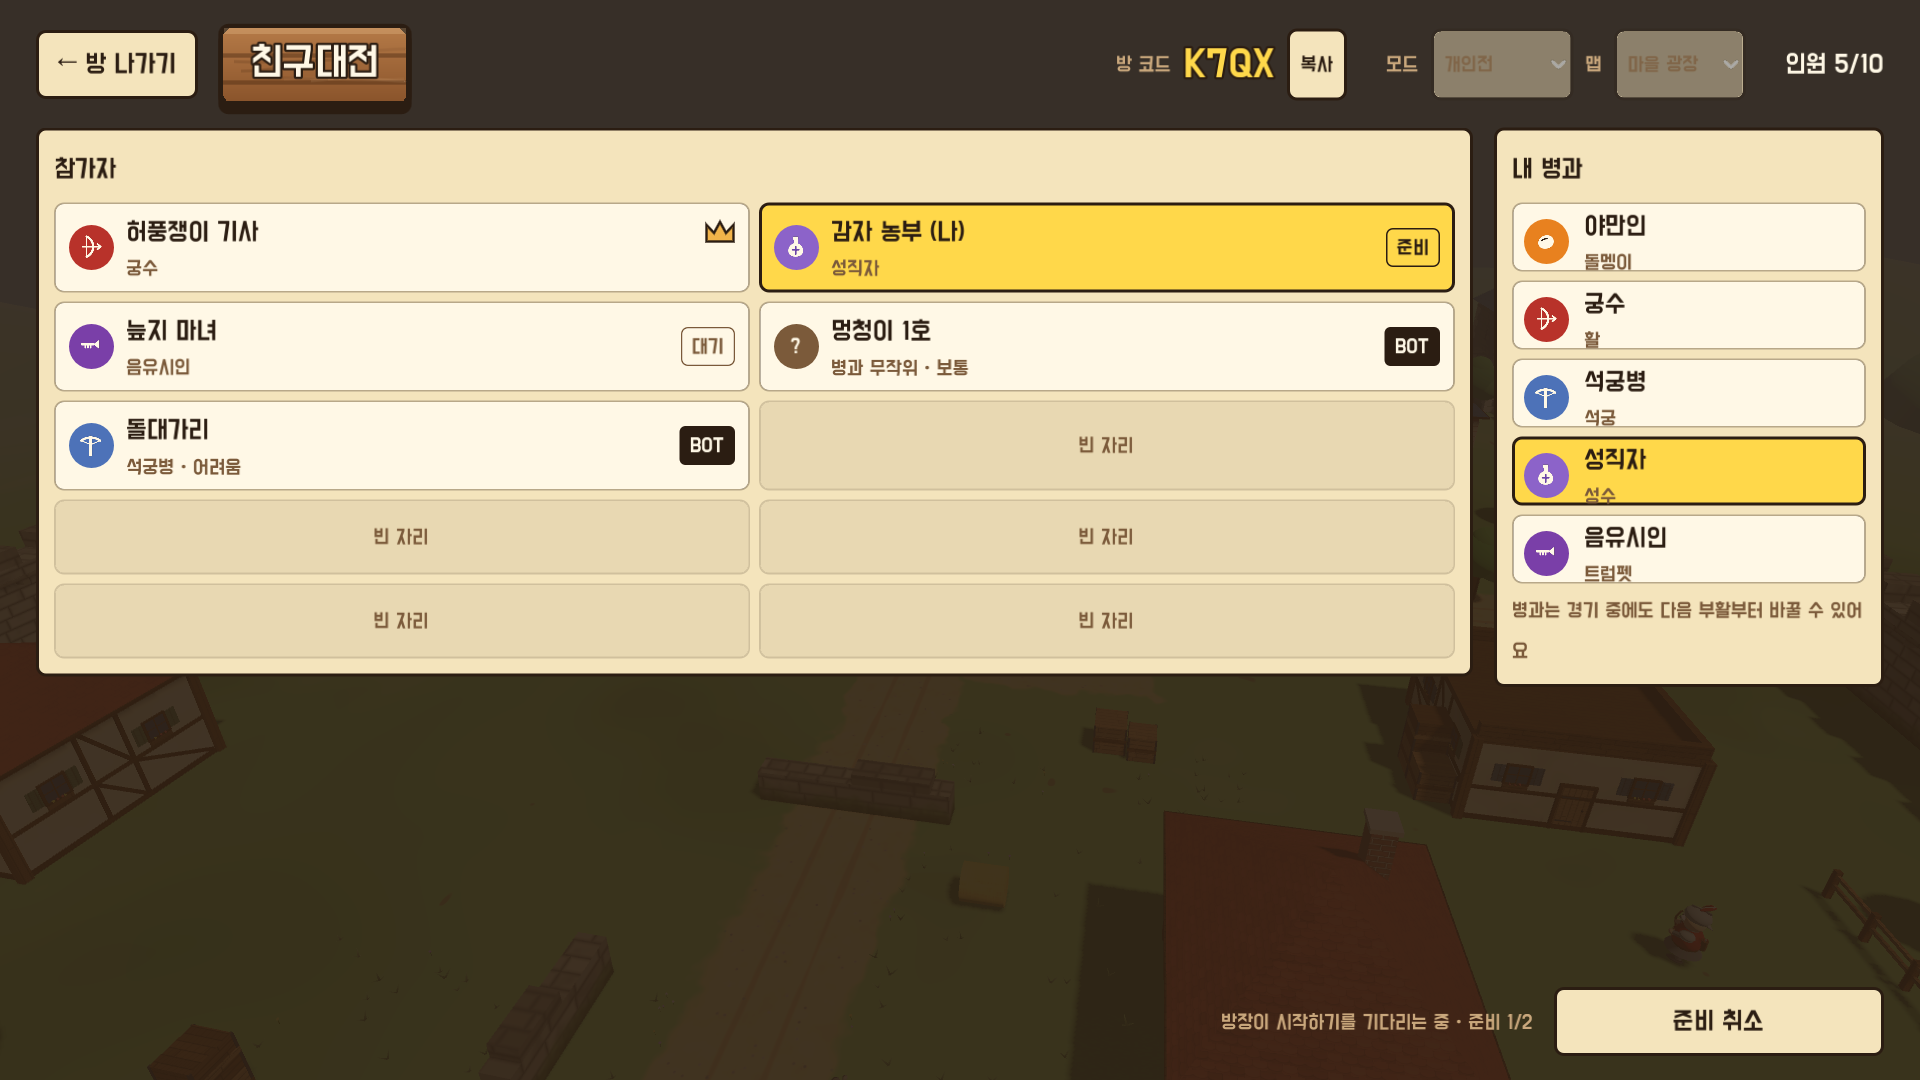 ← 방 나가기
친구대전
방 코드 K7QX 복사
모드 개인전
맵 마을 광장
인원 5/10
참가자
허풍쟁이 기사
궁수
감자 농부 (나)
성직자
준비
늪지 마녀
음유시인
대기
멍청이 1호
병과 무작위 · 보통
BOT
돌대가리
석궁병 · 어려움
BOT
빈 자리
빈 자리
빈 자리
빈 자리
빈 자리
내 병과
야만인
돌멩이
궁수
활
석궁병
석궁
성직자
성수
음유시인
트럼펫
병과는 경기 중에도 다음 부활부터 바꿀 수 있어
요
방장이 시작하기를 기다리는 중 · 준비 1/2
준비 취소